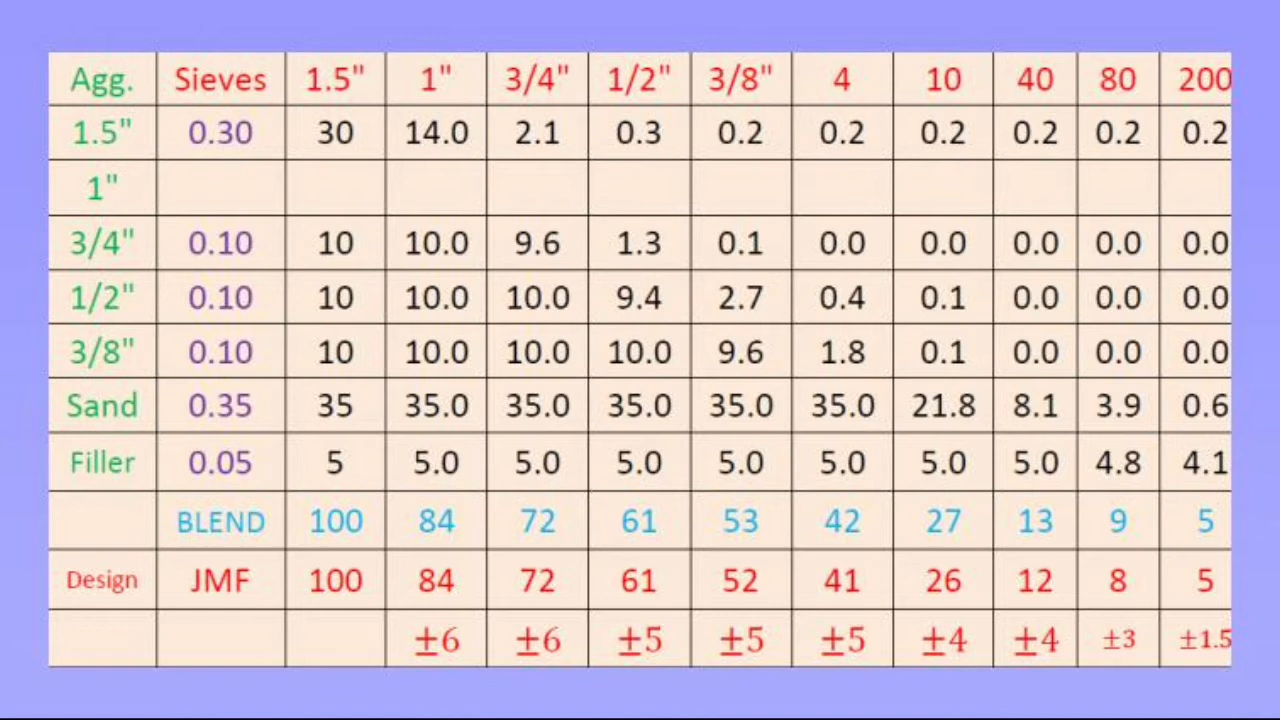 Agg. Sieves 1.5" 1" 3/4" 1/2" 3/8" 4 10 40 80 200
1.5" 0.30 30 14.0 2.1 0.3 0.2 0.2 0.2 0.2 0.2 0.2
1"
3/4" 0.10 10 10.0 9.6 1.3 0.1 0.0 0.0 0.0 0.0 0.0
1/2" 0.10 10 10.0 10.0 9.4 2.7 0.4 0.1 0.0 0.0 0.0
3/8" 0.10 10 10.0 10.0 10.0 9.6 1.8 0.1 0.0 0.0 0.0
Sand 0.35 35 35.0 35.0 35.0 35.0 35.0 21.8 8.1 3.9 0.6
Filler 0.05 5 5.0 5.0 5.0 5.0 5.0 5.0 5.0 4.8 4.1
BLEND 100 84 72 61 53 42 27 13 9 5
Design JMF 100 84 72 61 52 41 26 12 8 5
±6 ±6 ±5 ±5 ±5 ±4 ±4 ±3 ±1.5